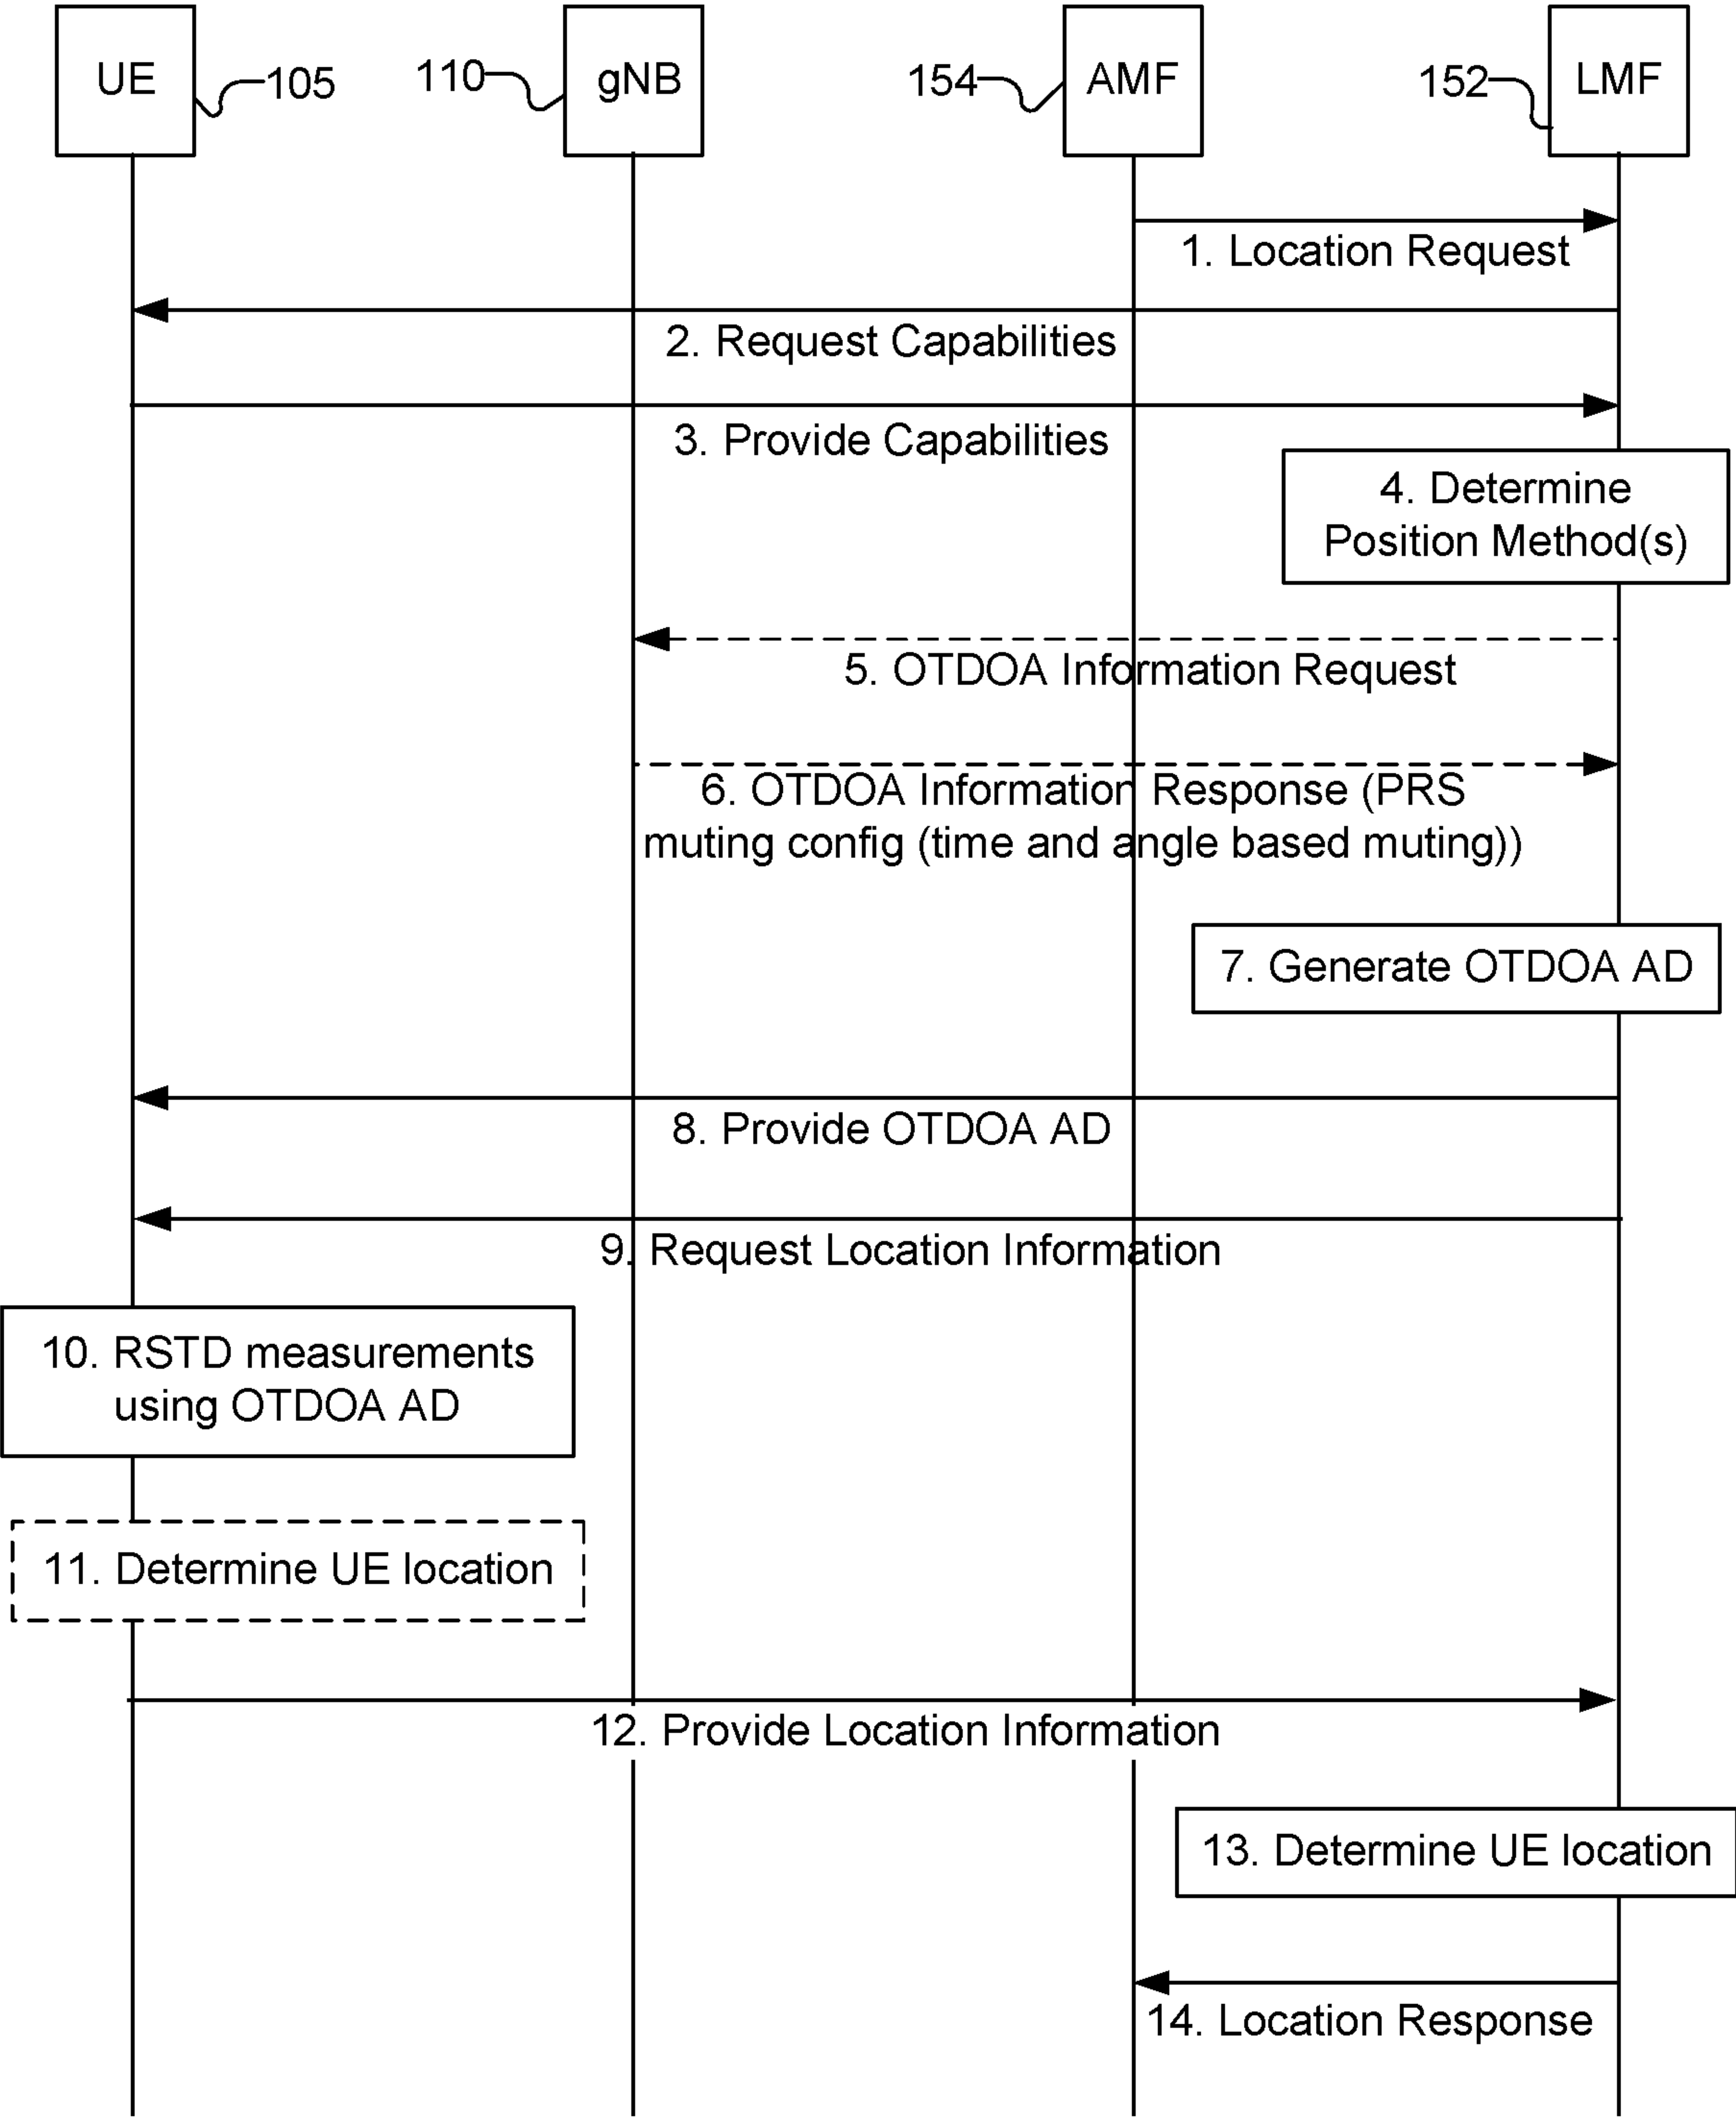 UE
105
110
gNB
154
AMF
152
LMF
1. Location Request
2. Request Capabilities
3. Provide Capabilities
4. Determine
Position Method(s)
5. OTDOA Information Request
6. OTDOA Information Response (PRS
muting config (time and angle based muting))
7. Generate OTDOA AD
8. Provide OTDOA AD
9. Request Location Information
10. RSTD measurements
using OTDOA AD
11. Determine UE location
12. Provide Location Information
13. Determine UE location
14. Location Response